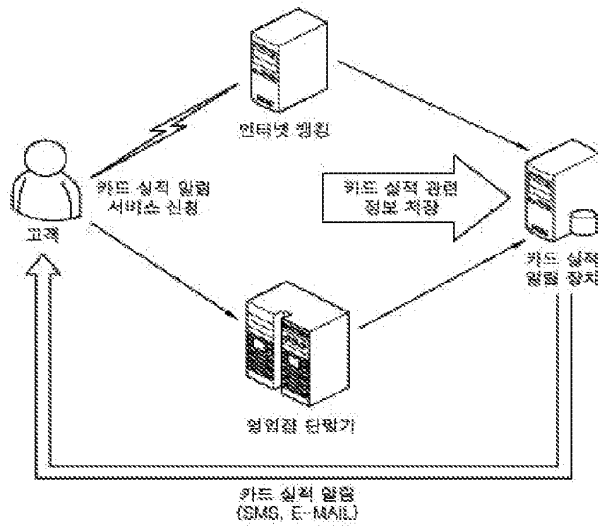 인터넷 뱅킹
카드 실적 알림
서비스 신청
고객
카드 실적 관련
정보 저장
카드 실적
알림 장치
영업점 단말기
카드 실적 알림
(SMS, E-MAIL)